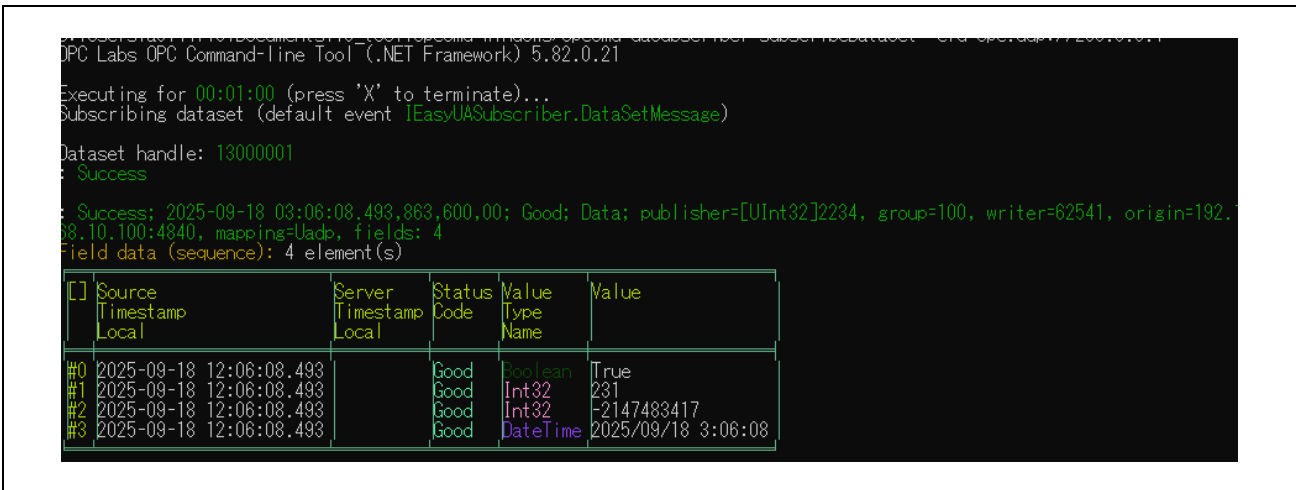 OPC Labs OPC Command-line Tool (.NET Framework) 5.82.0.21
Executing for 00:01:00 (press 'X' to terminate)...
Subscribing dataset (default event IEasyUASubscriber.DataSetMessage)
Dataset handle: 13000001
: Success
: Success; 2025-09-18 03:06:08.493,863,600,00; Good; Data; publisher=[UInt32]2234, group=100, writer=62541, origin=192.1
68.10.100:4840, mapping=Uadp, fields: 4
Field data (sequence): 4 element(s)
[] Source Server Status Value Value
Timestamp Timestamp Code Type
Local Local Name
#0 2025-09-18 12:06:08.493 Good Boolean True
#1 2025-09-18 12:06:08.493 Good Int32 231
#2 2025-09-18 12:06:08.493 Good Int32 -2147483417
#3 2025-09-18 12:06:08.493 Good DateTime 2025/09/18 3:06:08